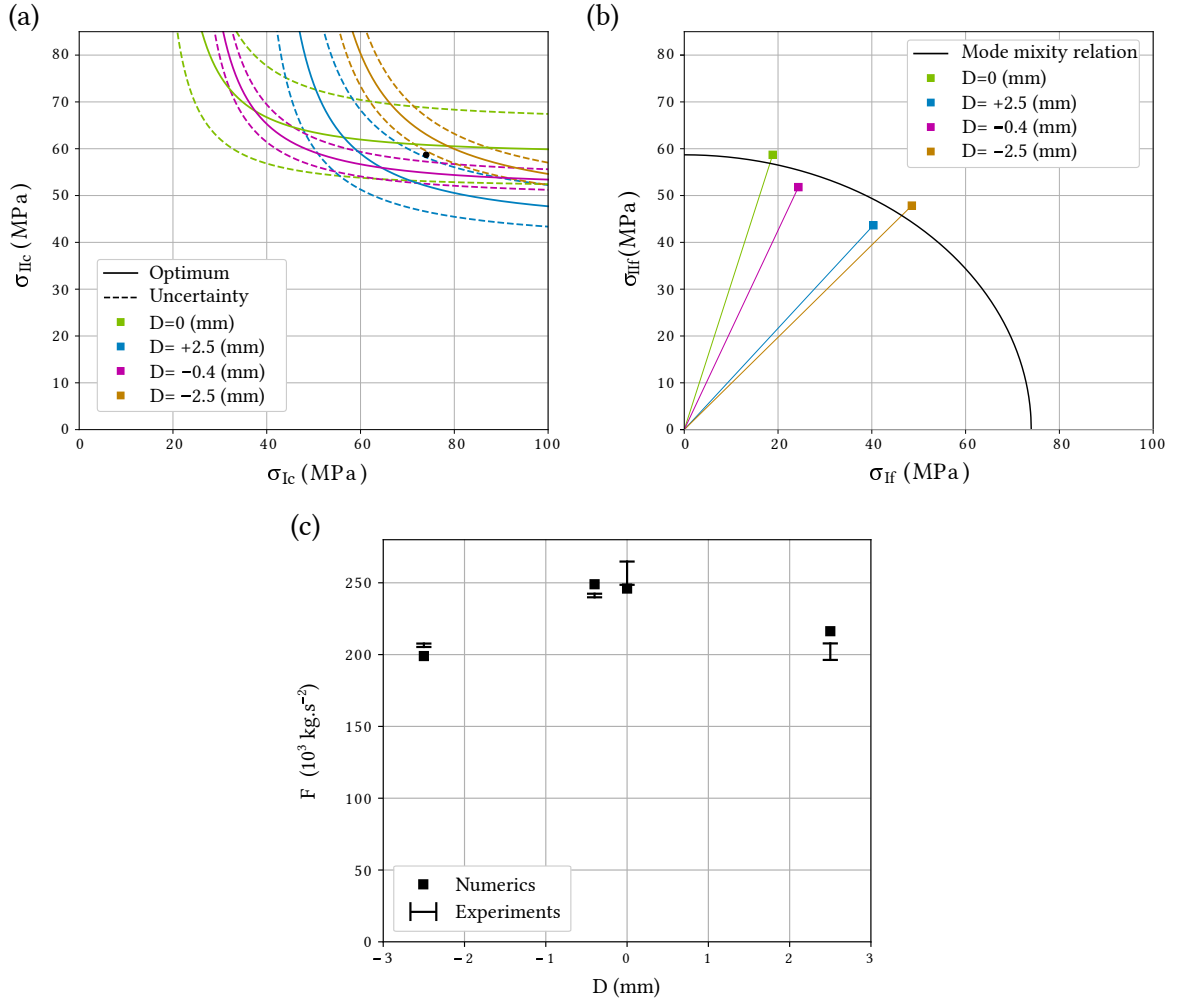 (a)
80
70
60
50
40
30
20
10
0
0 20 40 60 80 100
σIIc (MPa)
σIc (MPa)
Optimum
Uncertainty
D=0 (mm)
D= +2.5 (mm)
D= −0.4 (mm)
D= −2.5 (mm)
(b)
80
70
60
50
40
30
20
10
0
0 20 40 60 80 100
σIIf (MPa)
σIf (MPa)
Mode mixity relation
D=0 (mm)
D= +2.5 (mm)
D= −0.4 (mm)
D= −2.5 (mm)
(c)
250
200
150
100
50
0
−3 −2 −1 0 1 2 3
F (10³ kg.s⁻²)
D (mm)
Numerics
Experiments